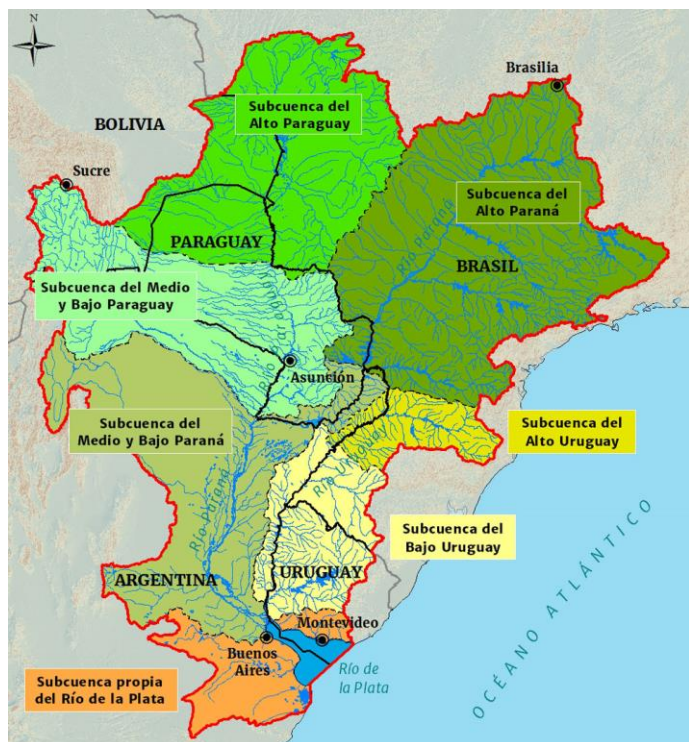 N
Brasilia
Subcuenca del
Alto Paraguay
BOLIVIA
Sucre
Subcuenca del
Alto Paraná
Río Paraná
PARAGUAY
BRASIL
Subcuenca del Medio
y Bajo Paraguay
Río Paraguay
Asunción
Subcuenca del
Medio y Bajo Paraná
Subcuenca del
Alto Uruguay
Río Uruguay
Río Paraná
Subcuenca del
Bajo Uruguay
ARGENTINA
URUGUAY
OCÉANO ATLÁNTICO
Montevideo
Buenos
Aires
Río de
la Plata
Subcuenca propia
del Río de la Plata